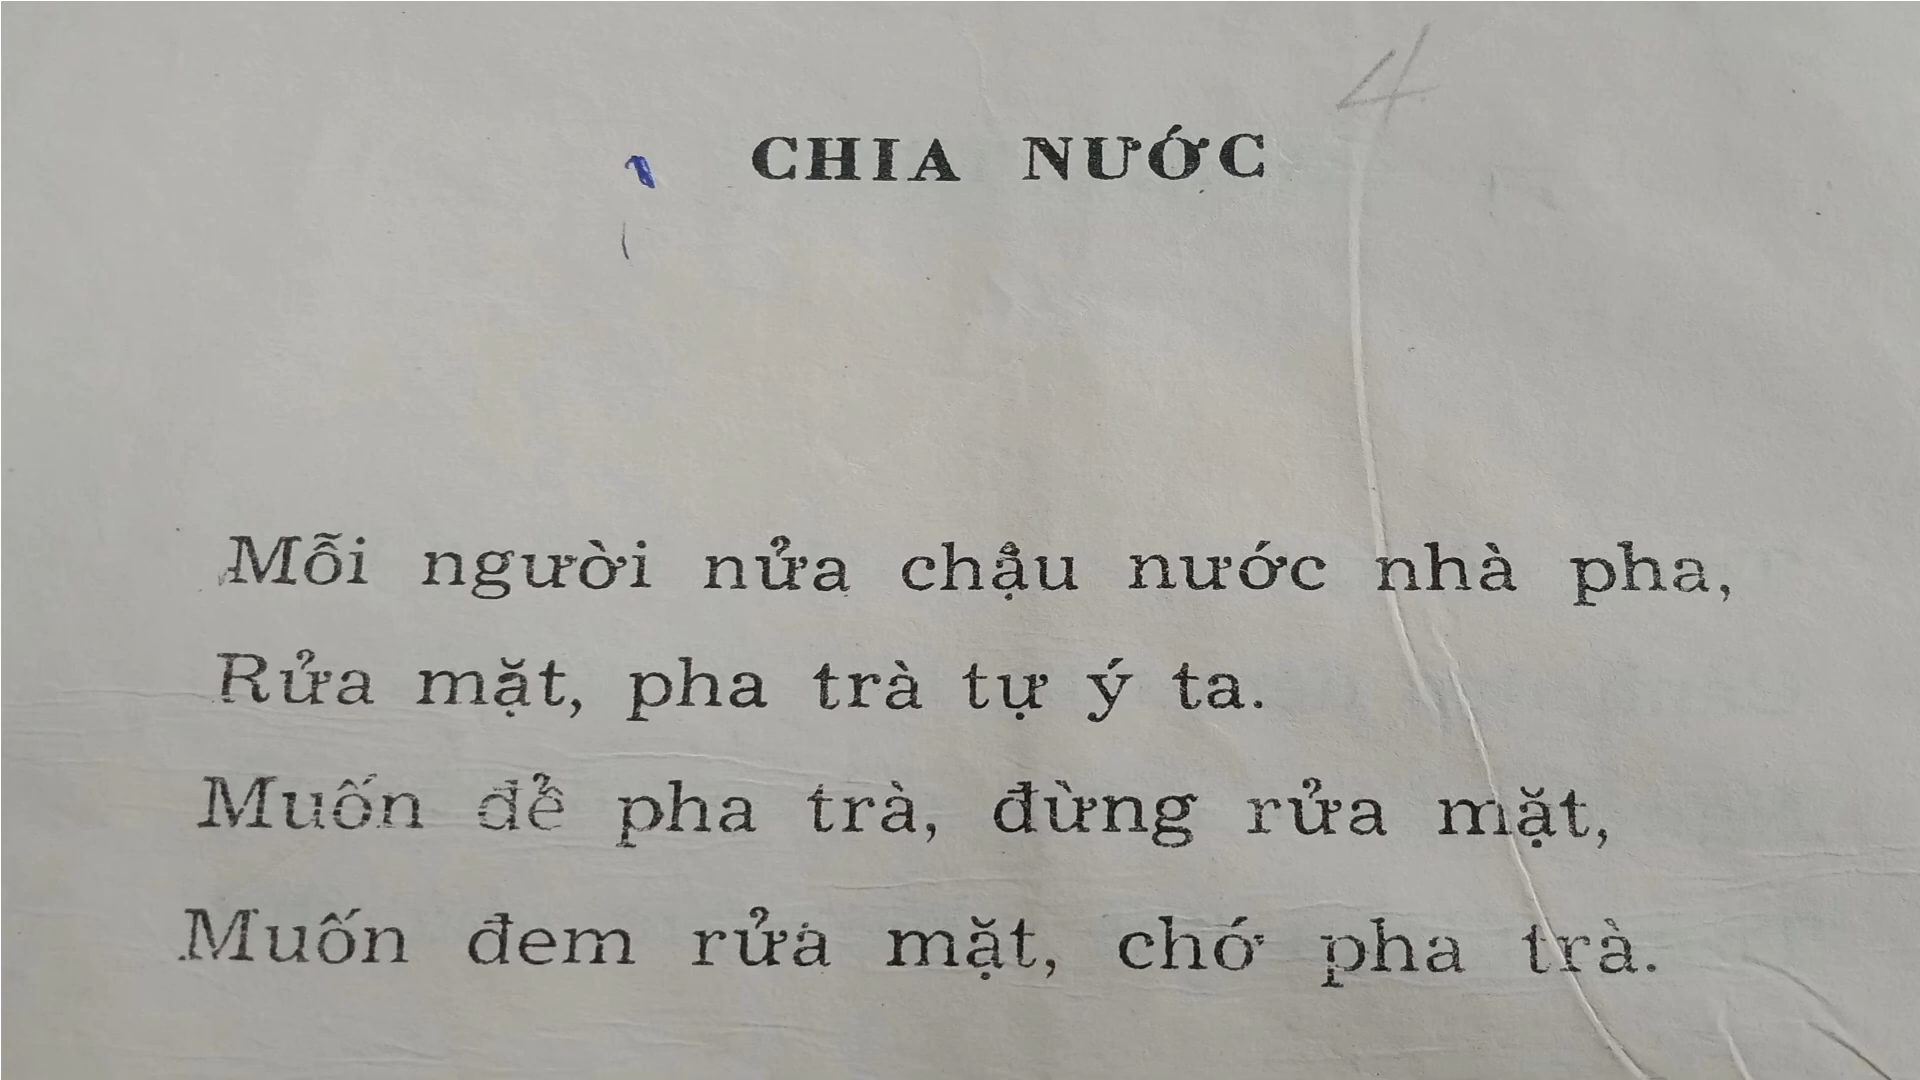 4
CHIA NƯỚC
Mỗi người nửa chậu nước nhà pha,
Rửa mặt, pha trà tự ý ta.
Muốn để pha trà, đừng rửa mặt,
Muốn đem rửa mặt, chớ pha trà.